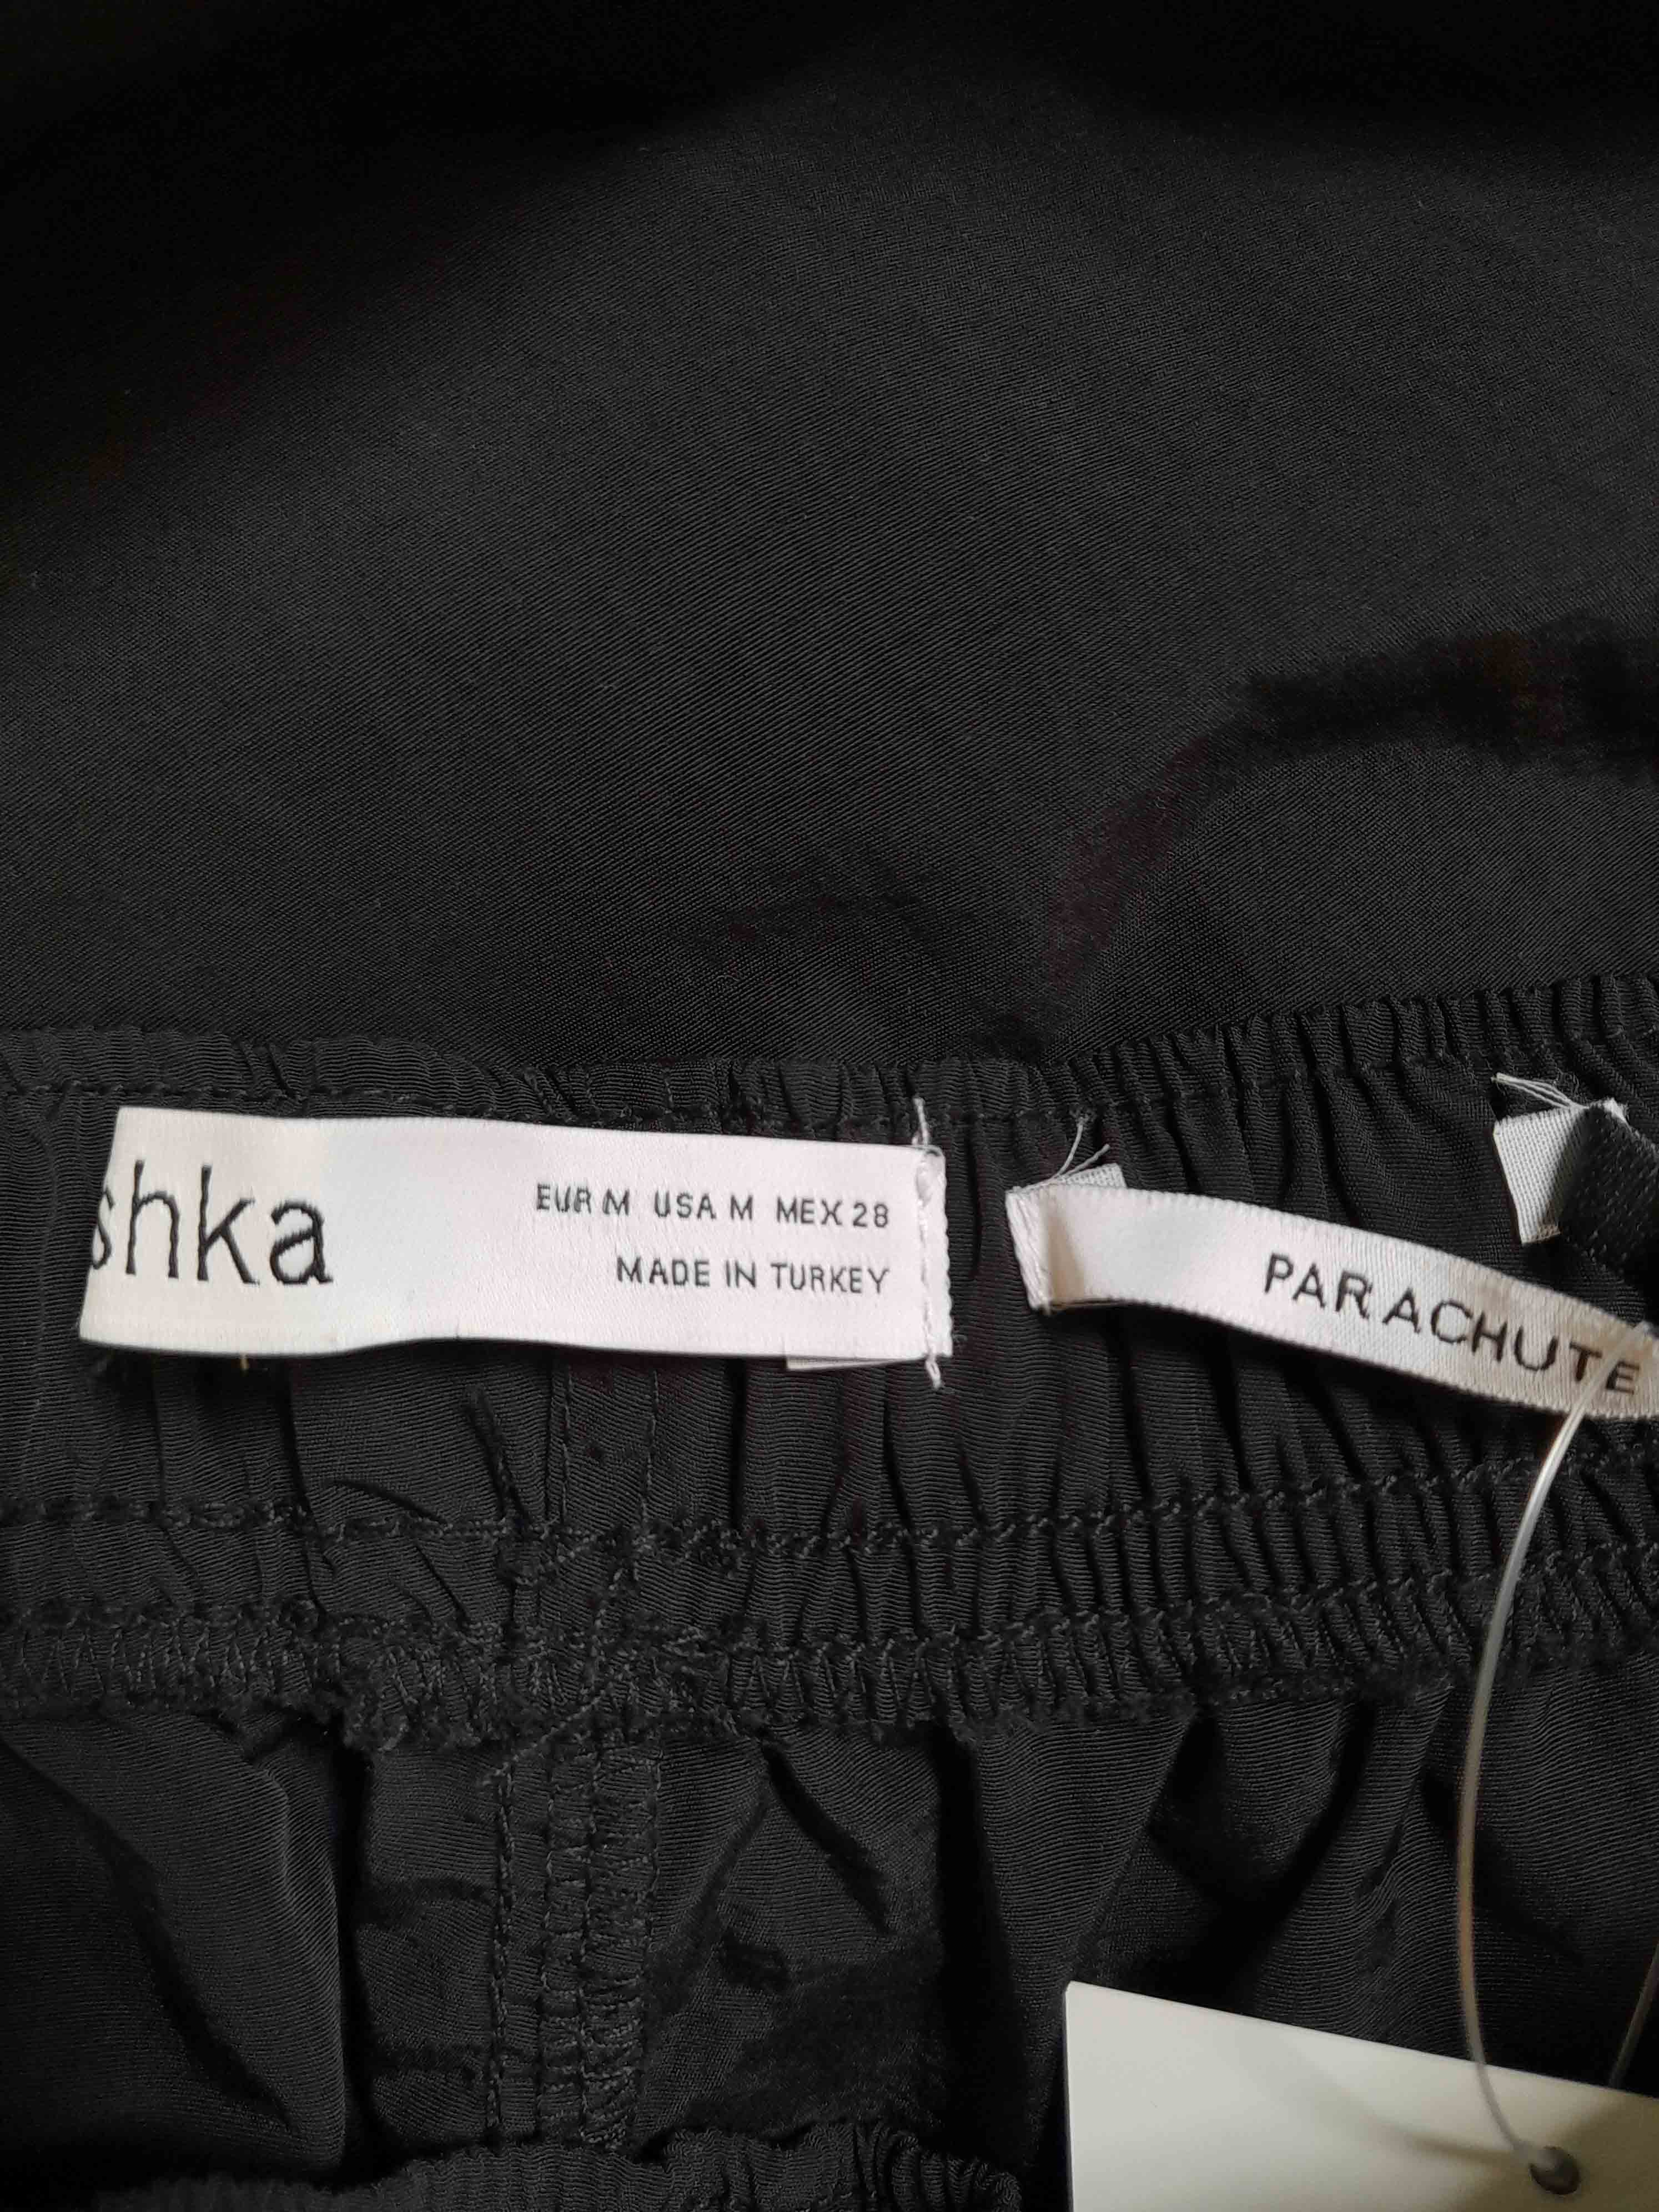 shka
EUR M USA M MEX 28
MADE IN TURKEY
PARACHUTE